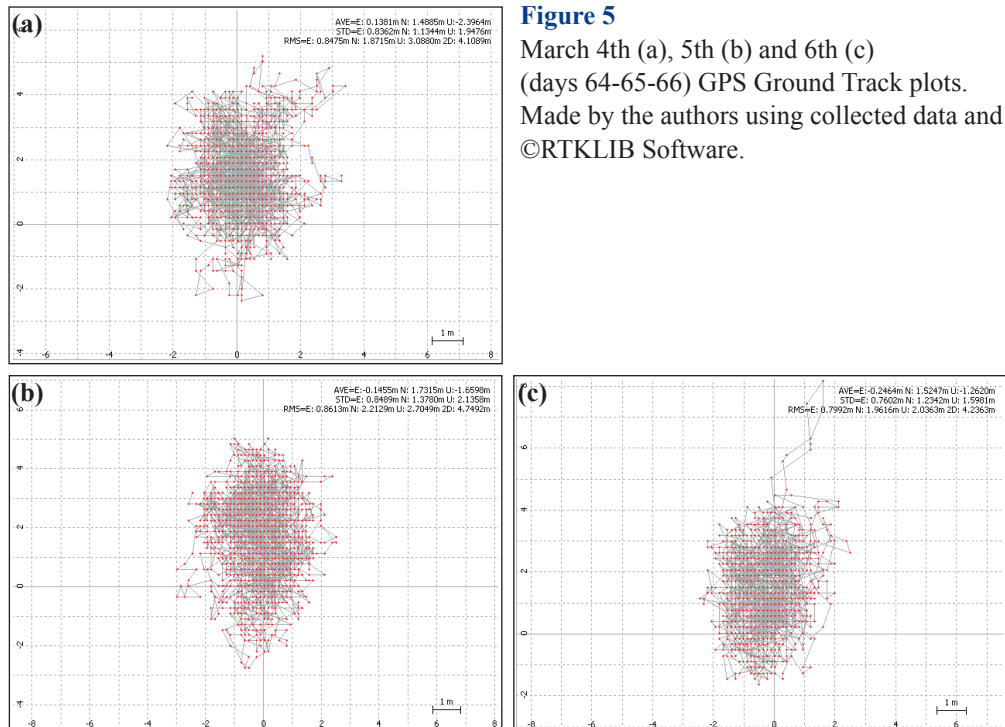 (a)
AVE=E: 0.1381m N: 1.4885m U:-2.3964m
STD=E: 0.8362m N: 1.1344m U: 1.9476m
RMS=E: 0.8475m N: 1.8715m U: 3.0880m 2D: 4.1089m
6
4
2
0
-2
-6 -4 -2 0 2 4 6 8
1 m
Figure 5
March 4th (a), 5th (b) and 6th (c)
(days 64-65-66) GPS Ground Track plots.
Made by the authors using collected data and
©RTKLIB Software.
(b)
AVE=E:-0.1455m N: 1.7315m U:-1.6598m
STD=E: 0.8489m N: 1.3780m U: 2.1358m
RMS=E: 0.8613m N: 2.2129m U: 2.7049m 2D: 4.7492m
6
4
2
0
-2
-8 -6 -4 -2 0 2 4 6 8
1 m
(c)
AVE=E:-0.2464m N: 1.5247m U:-1.2620m
STD=E: 0.7602m N: 1.2342m U: 1.5981m
RMS=E: 0.7992m N: 1.9616m U: 2.0363m 2D: 4.2363m
6
4
2
0
-2
-6 -4 -2 0 2 4 6
1 m